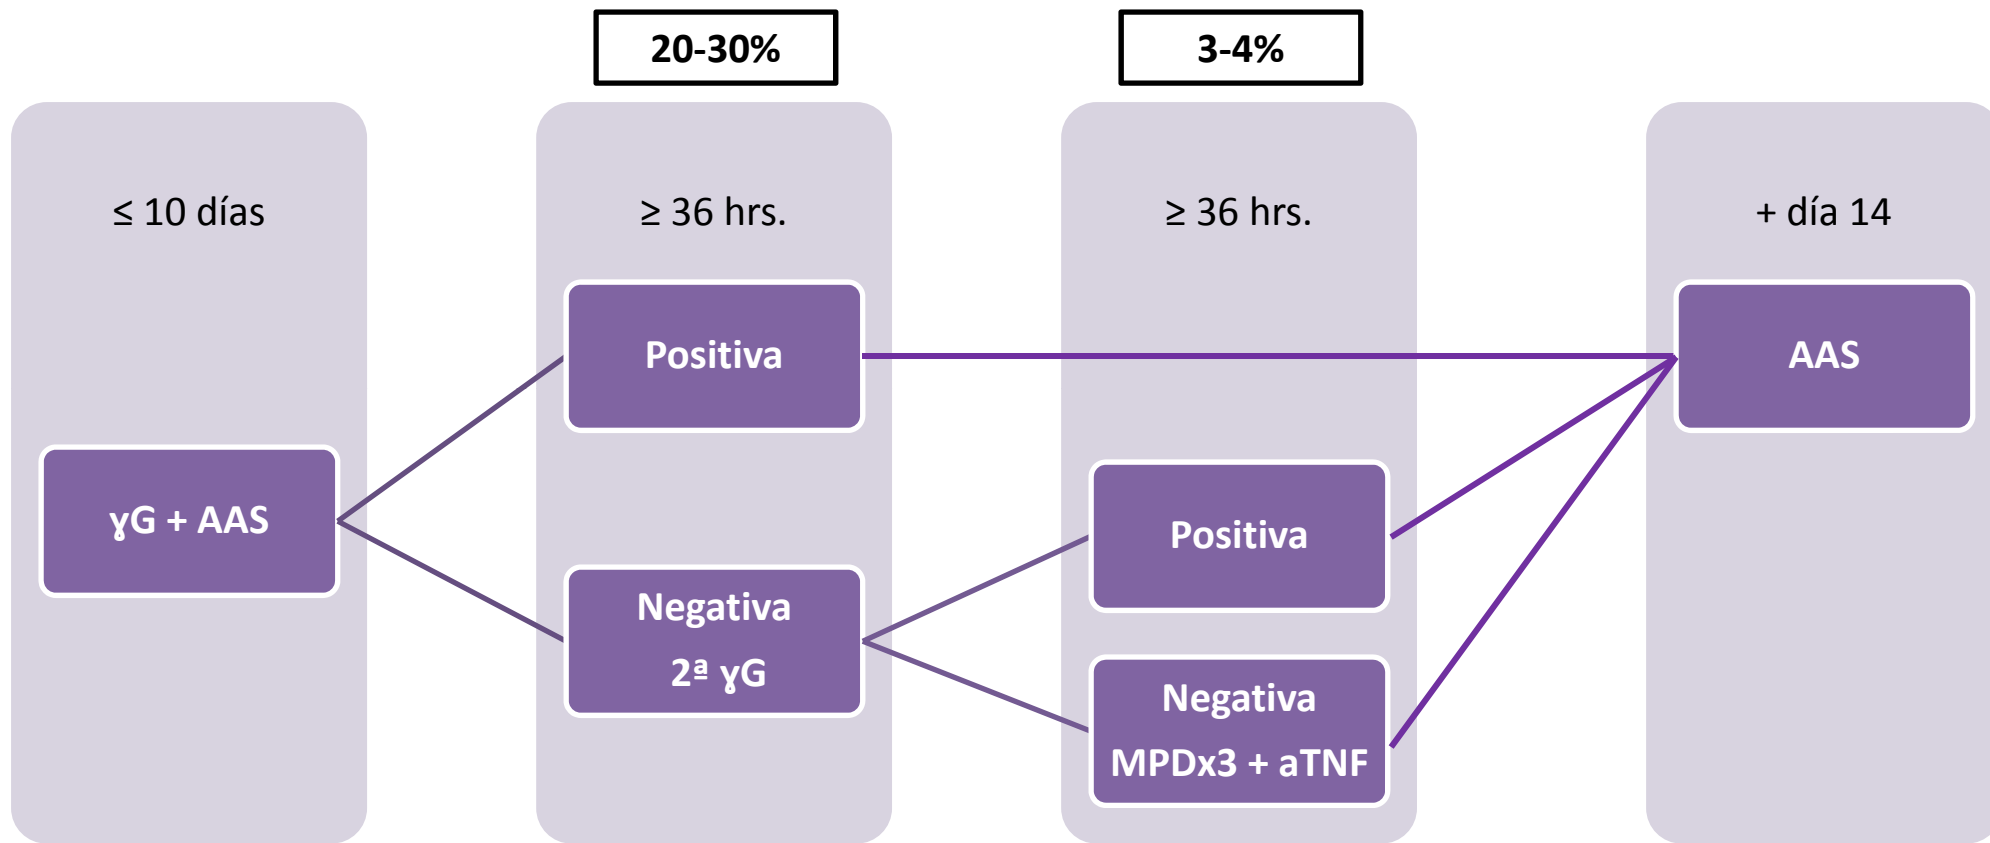 20-30%
3-4%
≤ 10 días
≥ 36 hrs.
≥ 36 hrs.
+ día 14
ɣG + AAS
Positiva
Negativa
2ª ɣG
Positiva
Negativa
MPDx3 + aTNF
AAS